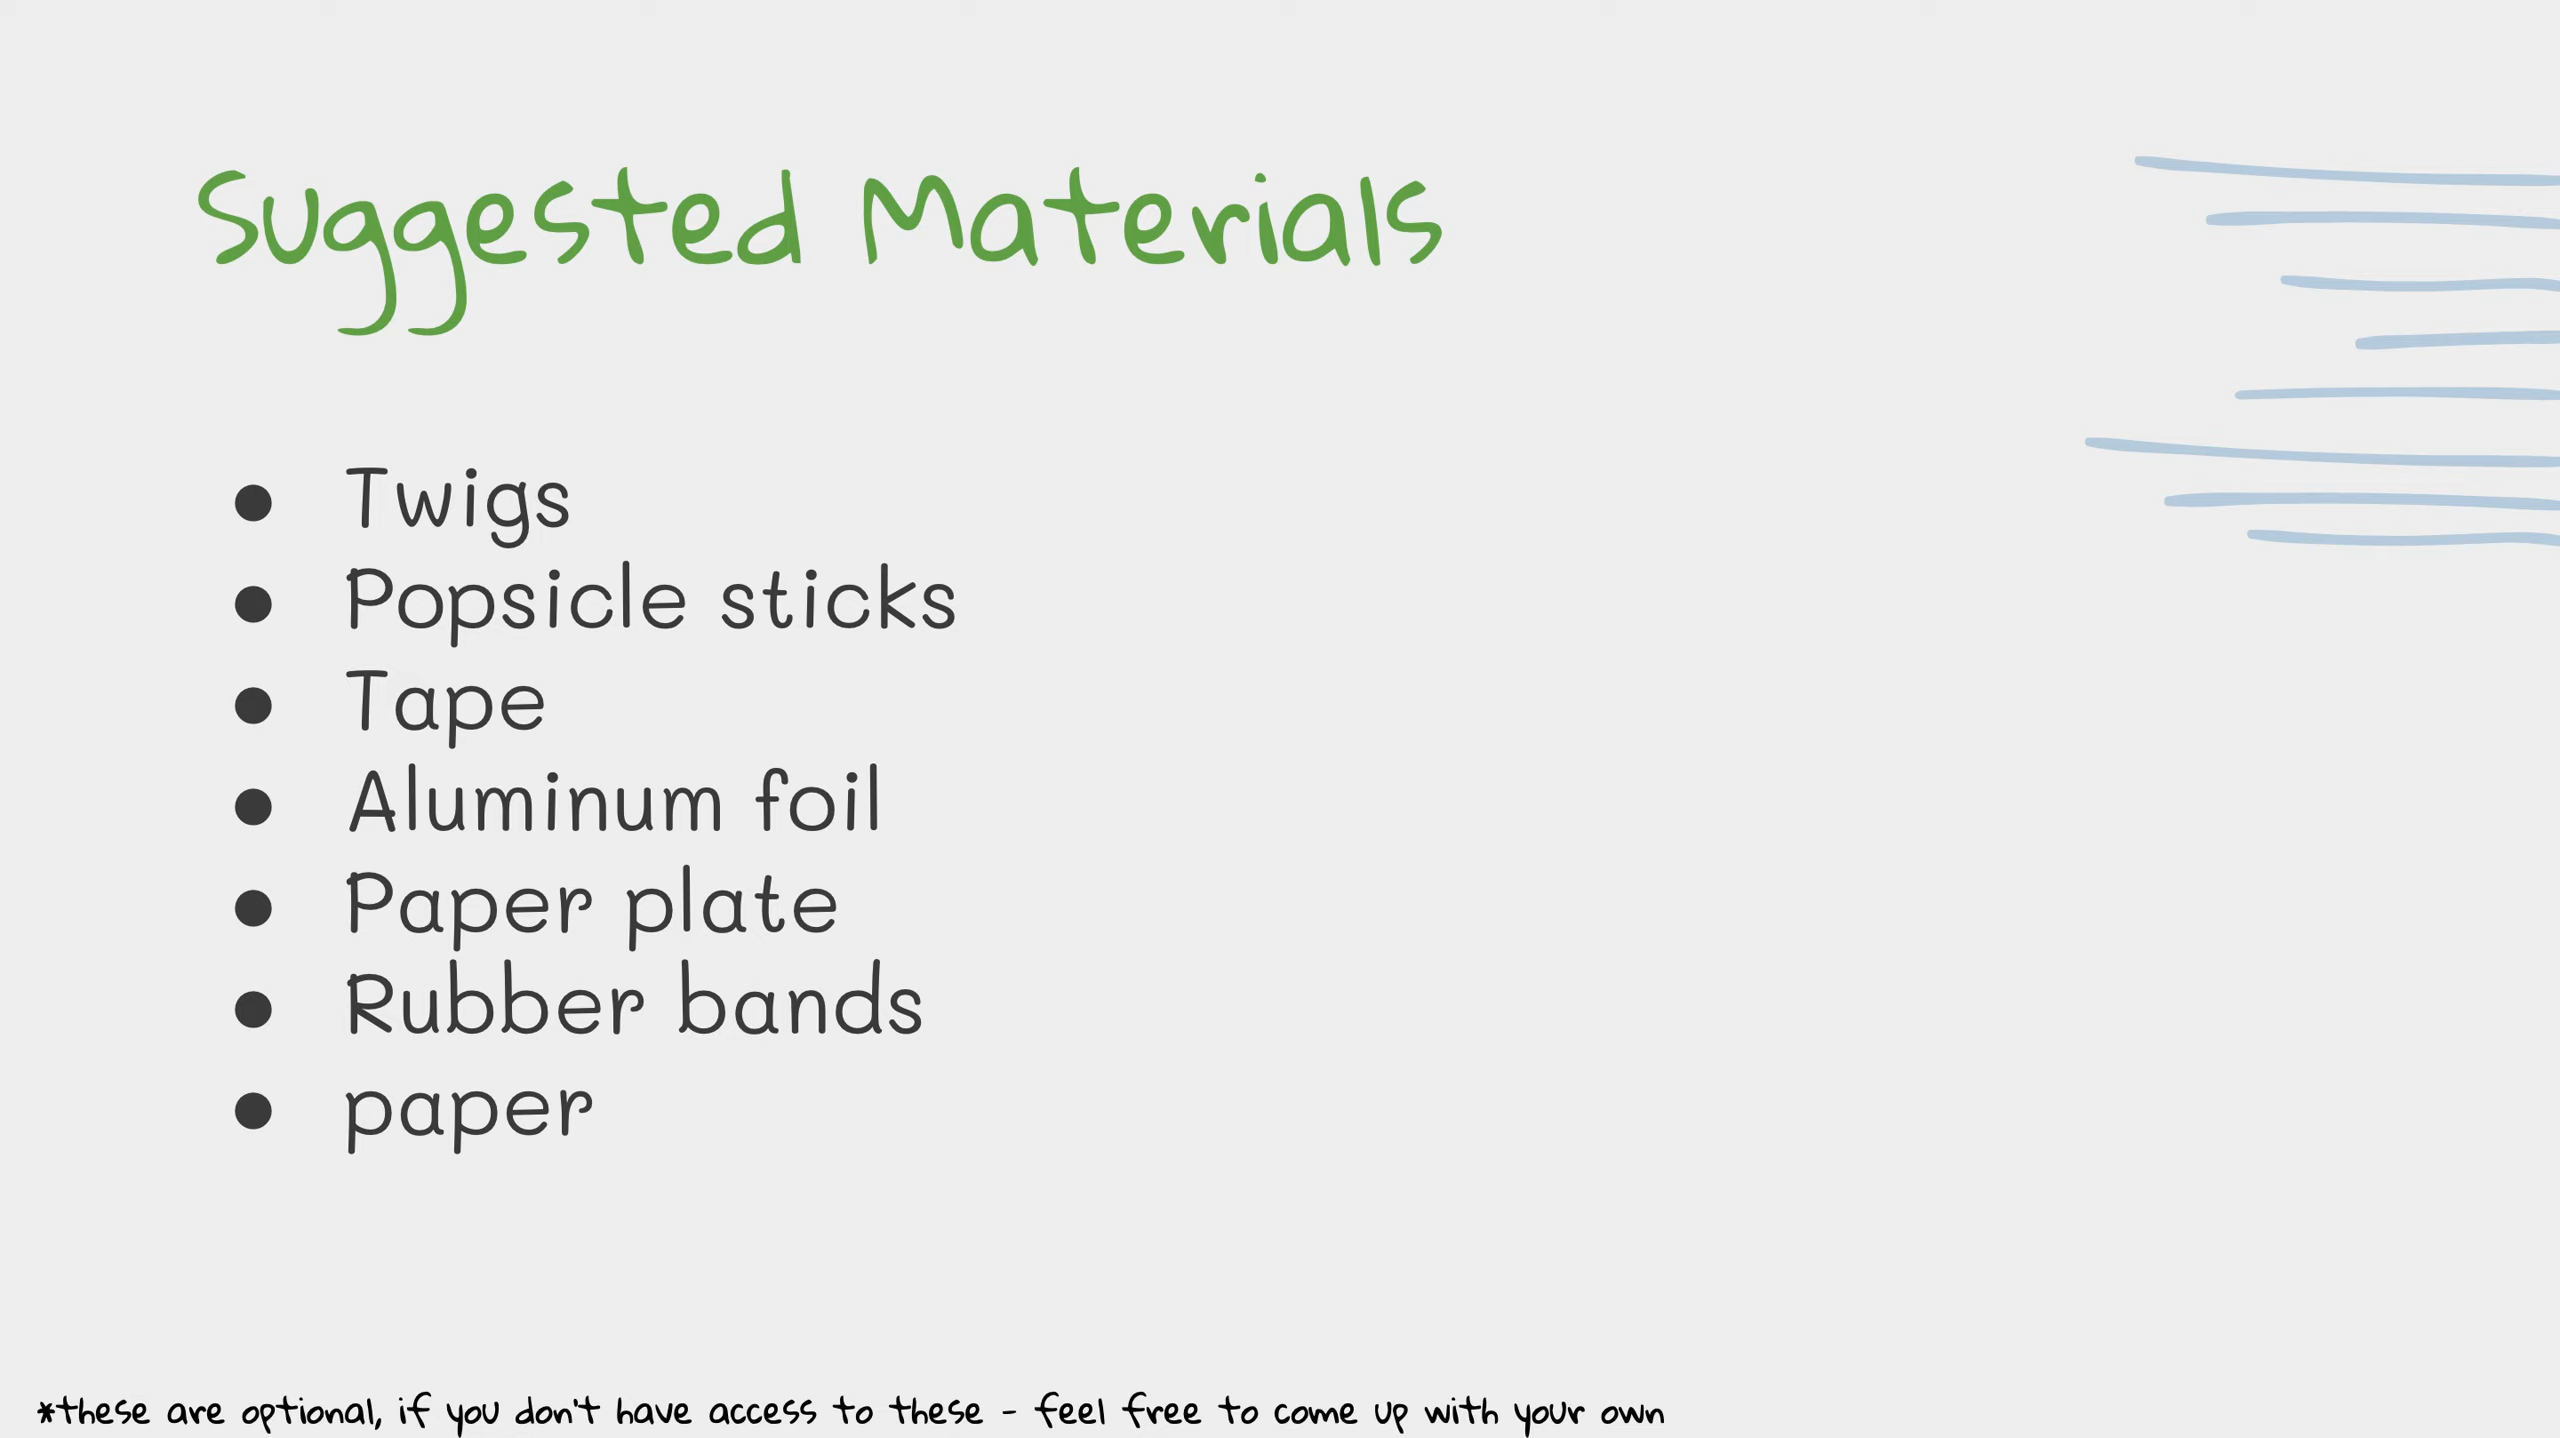 Suggested Materials
● Twigs
● Popsicle sticks
● Tape
● Aluminum foil
● Paper plate
● Rubber bands
● paper
*these are optional, if you don't have access to these - feel free to come up with your own